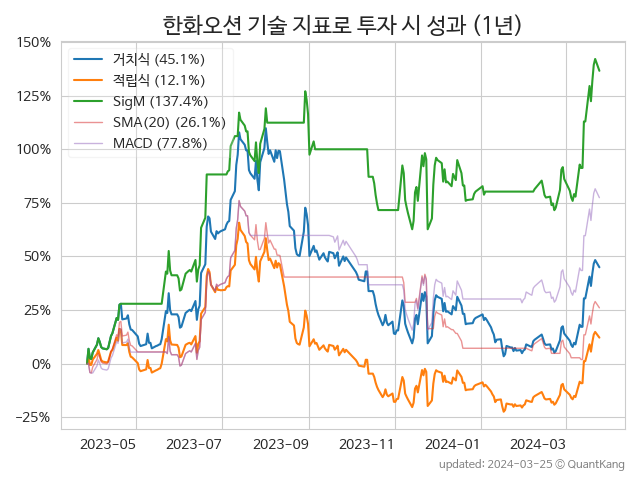 한화오션 기술 지표로 투자 시 성과 (1년)
150%
125%
100%
75%
50%
25%
0%
−25%
거치식 (45.1%)
적립식 (12.1%)
SigM (137.4%)
SMA(20) (26.1%)
MACD (77.8%)
2023-05 2023-07 2023-09 2023-11 2024-01 2024-03
updated: 2024-03-25 ⓒ QuantKang